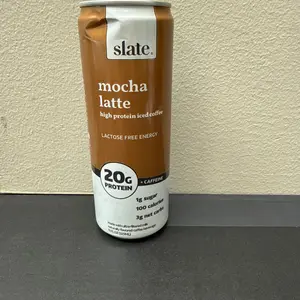 slate.
mocha
latte
high protein iced coffee
LACTOSE FREE ENERGY
20G
PROTEIN
+ CAFFEINE
1g sugar
100 calories
3g net carbs